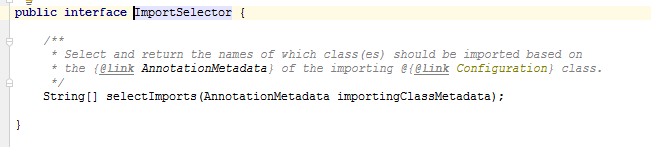 public interface ImportSelector {
/**
* Select and return the names of which class(es) should be imported based on
* the {@link AnnotationMetadata} of the importing @{@link Configuration} class.
*/
String[] selectImports(AnnotationMetadata importingClassMetadata);
}